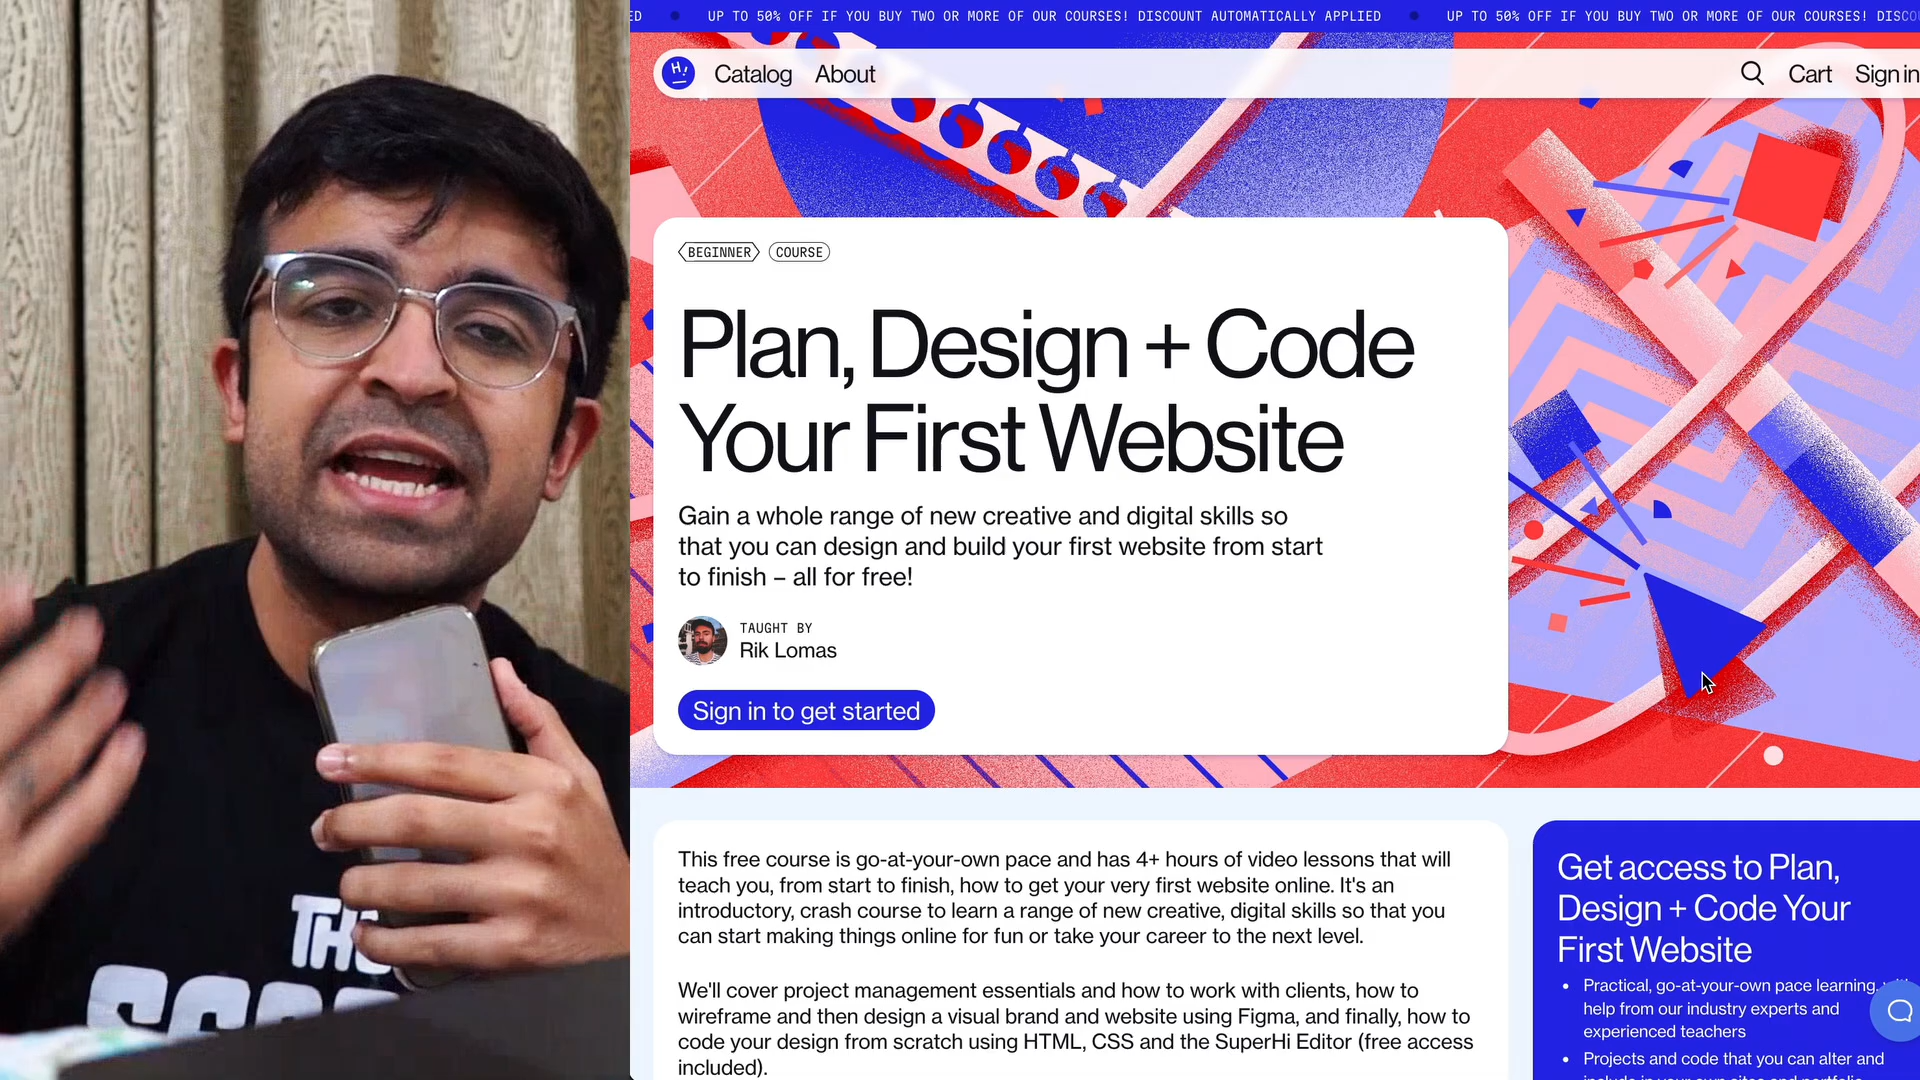 UP TO 50% OFF IF YOU BUY TWO OR MORE OF OUR COURSES! DISCOUNT AUTOMATICALLY APPLIED
UP TO 50% OFF IF YOU BUY TWO OR MORE OF OUR COURSES!
H!
Catalog
About
Cart
Sign in
BEGINNER
COURSE
Plan, Design + Code
Your First Website
Gain a whole range of new creative and digital skills so
that you can design and build your first website from start
to finish – all for free!
TAUGHT BY
Rik Lomas
Sign in to get started
This free course is go-at-your-own pace and has 4+ hours of video lessons that will
teach you, from start to finish, how to get your very first website online. It's an
introductory, crash course to learn a range of new creative, digital skills so that you
can start making things online for fun or take your career to the next level.
We'll cover project management essentials and how to work with clients, how to
wireframe and then design a visual brand and website using Figma, and finally, how to
code your design from scratch using HTML, CSS and the SuperHi Editor (free access
included).
Get access to Plan,
Design + Code Your
First Website
Practical, go-at-your-own pace learning,
help from our industry experts and
experienced teachers
Projects and code that you can alter and